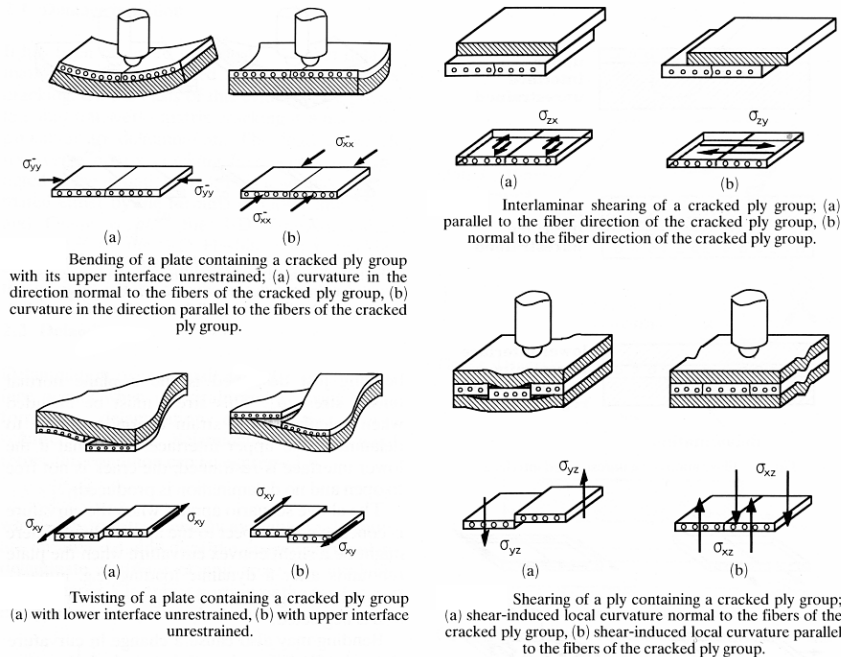 σ⁻yy
σ⁻yy
σ⁻xx
σ⁻xx
(a)
(b)
Bending of a plate containing a cracked ply group
with its upper interface unrestrained; (a) curvature in the
direction normal to the fibers of the cracked ply group, (b)
curvature in the direction parallel to the fibers of the cracked
ply group.
σzx
σzy
(a)
(b)
Interlaminar shearing of a cracked ply group; (a)
parallel to the fiber direction of the cracked ply group, (b)
normal to the fiber direction of the cracked ply group.
σxy
σxy
σxy
σxy
(a)
(b)
Twisting of a plate containing a cracked ply group
(a) with lower interface unrestrained, (b) with upper interface
unrestrained.
σyz
σyz
σxz
σxz
(a)
(b)
Shearing of a ply containing a cracked ply group;
(a) shear-induced local curvature normal to the fibers of the
cracked ply group, (b) shear-induced local curvature parallel
to the fibers of the cracked ply group.